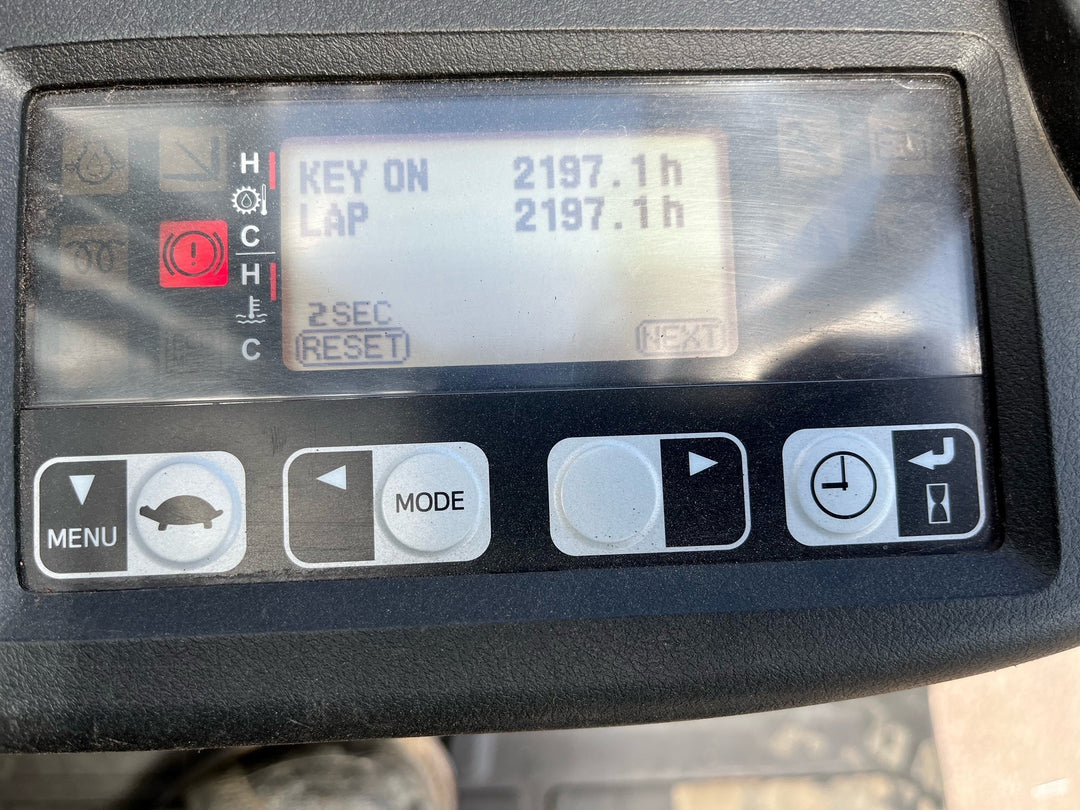 H
C
H
C
KEY ON 2197.1h
LAP 2197.1h
2SEC
RESET NEXT
MENU
MODE